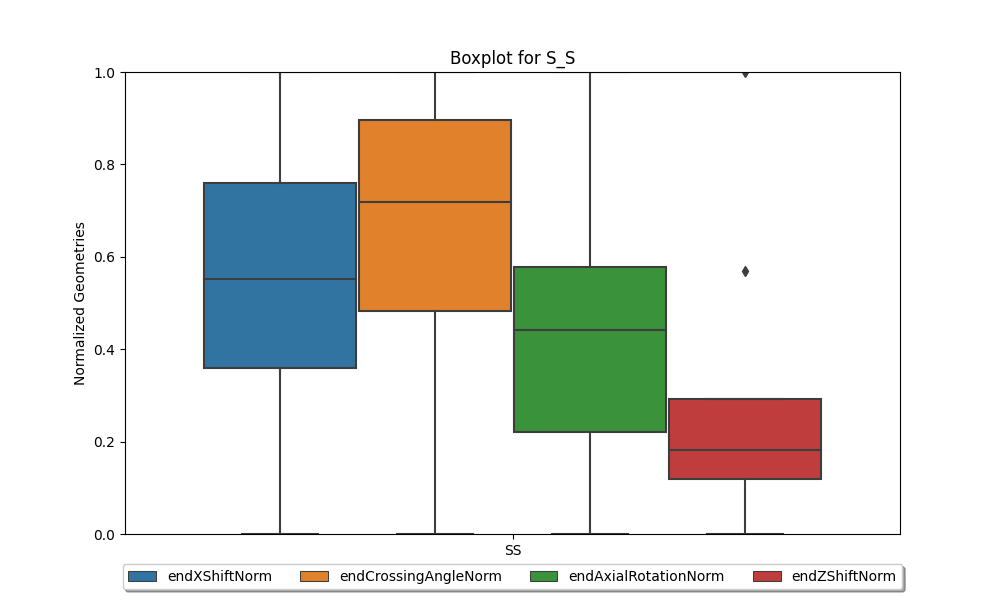 Boxplot for S_S
1.0
0.8
0.6
0.4
0.2
0.0
Normalized Geometries
SS
endXShiftNorm endCrossingAngleNorm endAxialRotationNorm endZShiftNorm